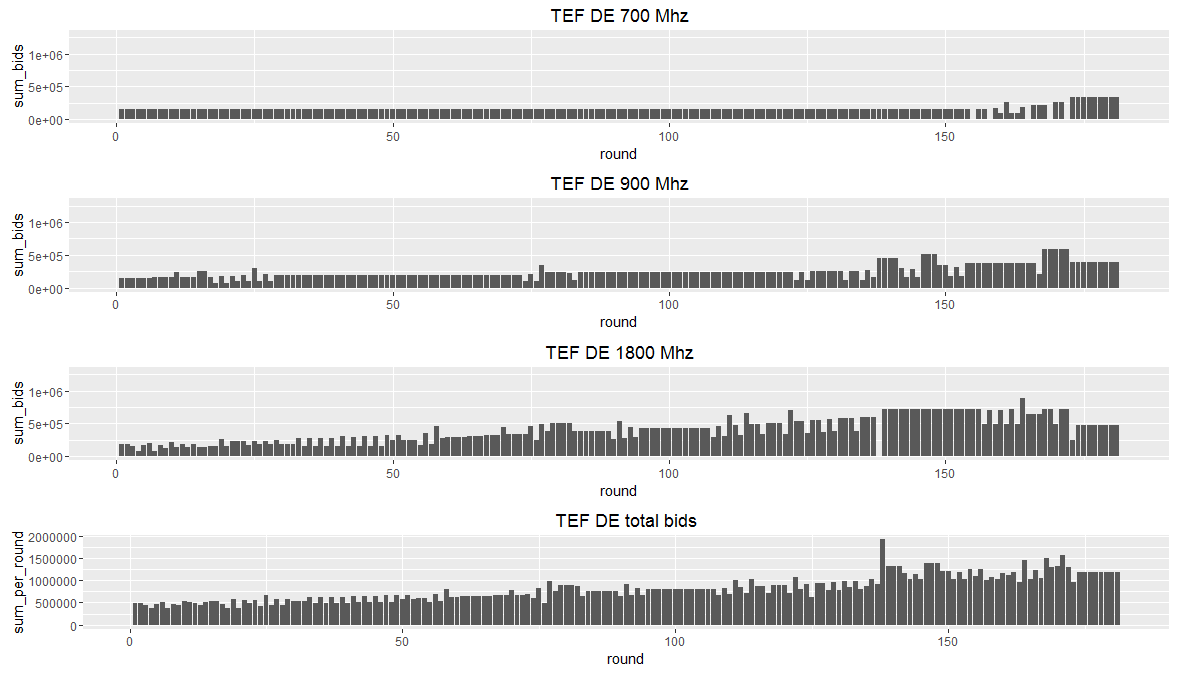 TEF DE 700 Mhz
sum_bids
1e+06
5e+05
0e+00
0 50 100 150
round
TEF DE 900 Mhz
sum_bids
1e+06
5e+05
0e+00
0 50 100 150
round
TEF DE 1800 Mhz
sum_bids
1e+06
5e+05
0e+00
0 50 100 150
round
TEF DE total bids
sum_per_round
2000000
1500000
1000000
500000
0
0 50 100 150
round